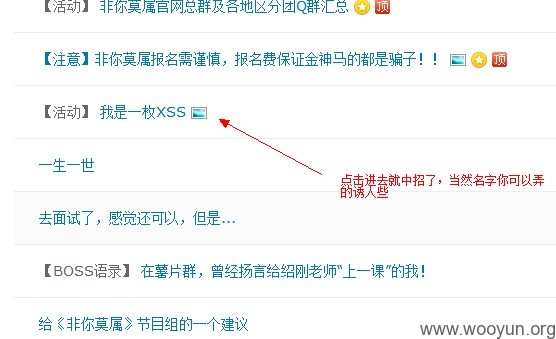 【活动】 非你莫属官网总群及各地区分团Q群汇总 顶
【注意】非你莫属报名需谨慎，报名费保证金神马的都是骗子！！ 顶
【活动】 我是一枚XSS
点击进去就中招了，当然名字你可以弄
的诱人些
一生一世
去面试了，感觉还可以，但是...
【BOSS语录】 在薯片群，曾经扬言给绍刚老师“上一课”的我！
给《非你莫属》节目组的一个建议
www.wooyun.org